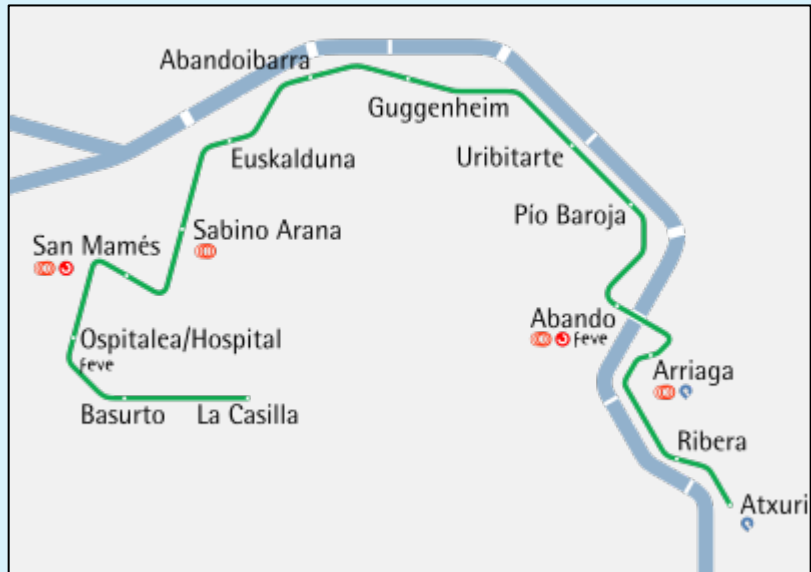 Abandoibarra
Guggenheim
Euskalduna
Uribitarte
Pío Baroja
Sabino Arana
San Mamés
Abando
feve
Ospitalea/Hospital
feve
Arriaga
Basurto
La Casilla
Ribera
Atxuri